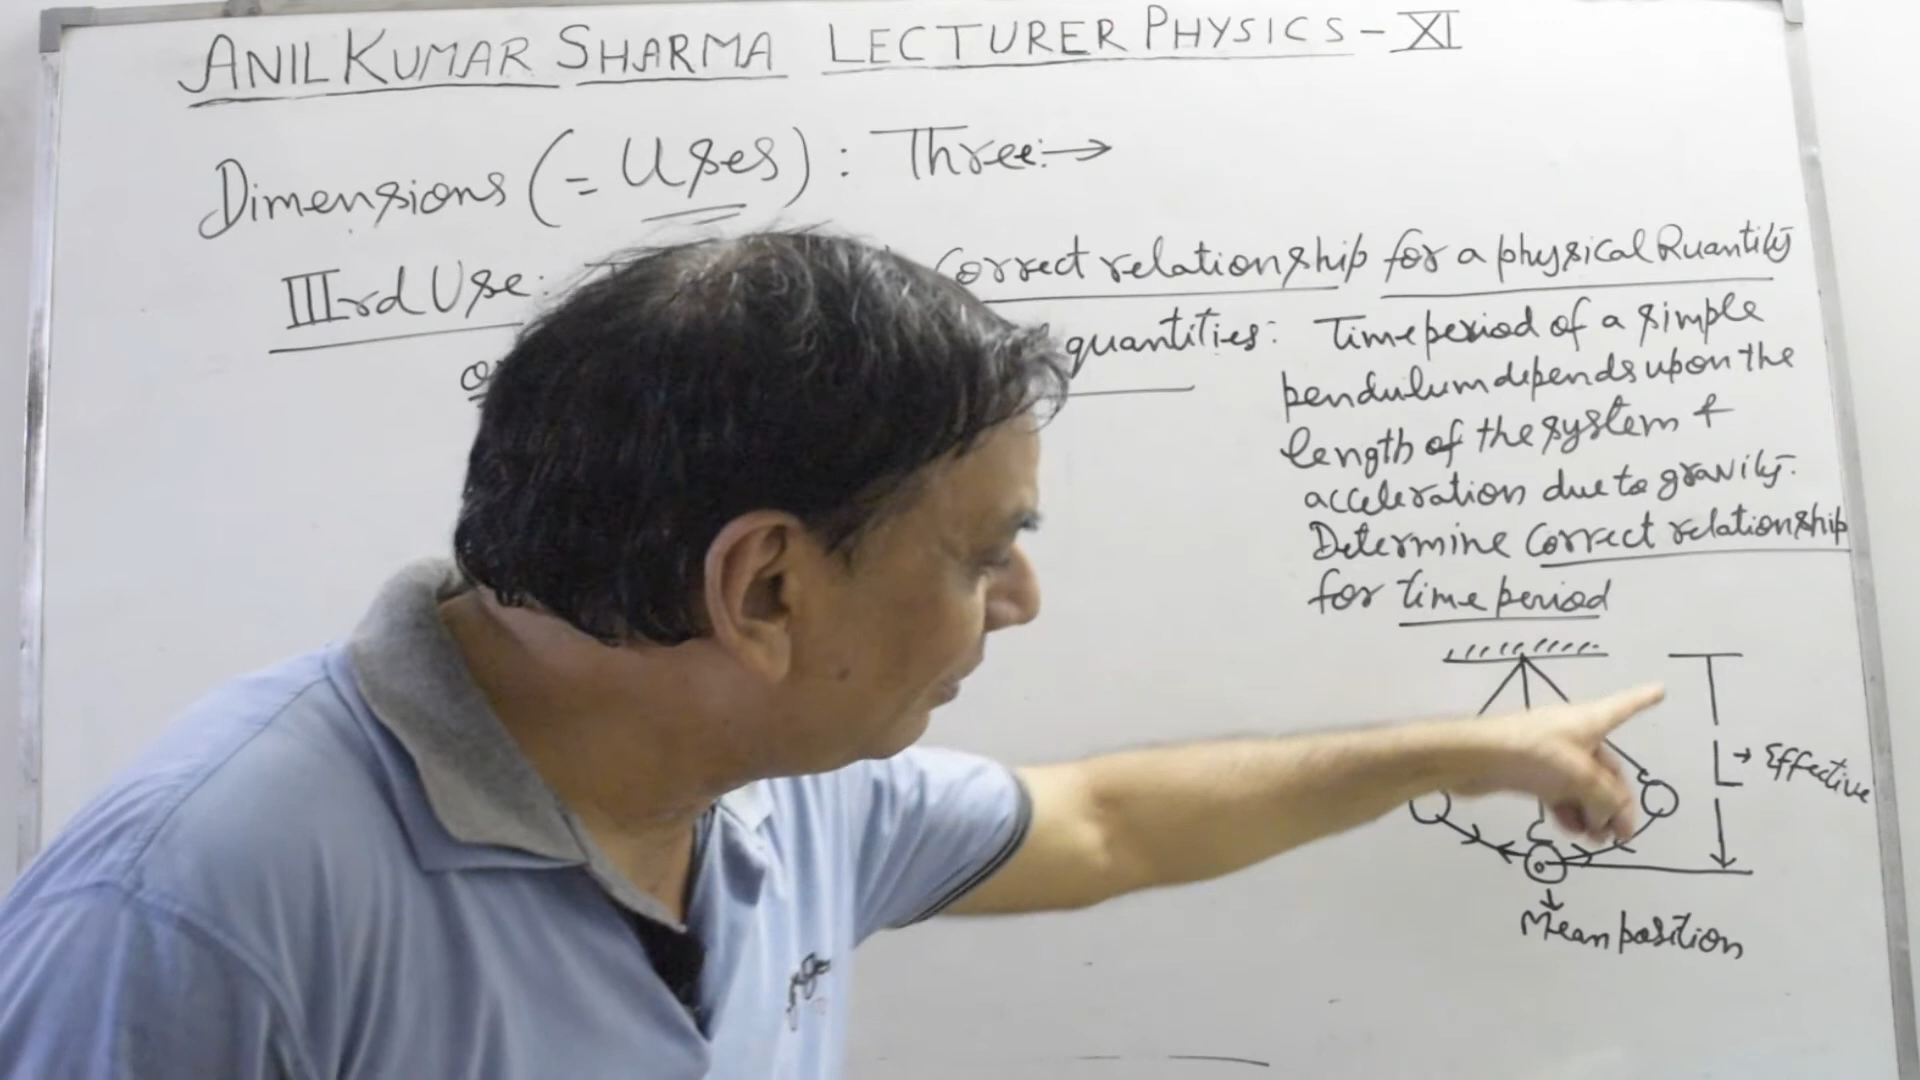 ANIL KUMAR SHARMA LECTURER PHYSICS - XI
Dimensions (= Uses) : Three :→
IIIrd Use :
Correct relationship for a physical Quantity
quantities :
Time period of a simple
pendulum depends upon the
length of the system +
acceleration due to gravity.
Determine Correct relationship
for time period
L → Effective
Mean position